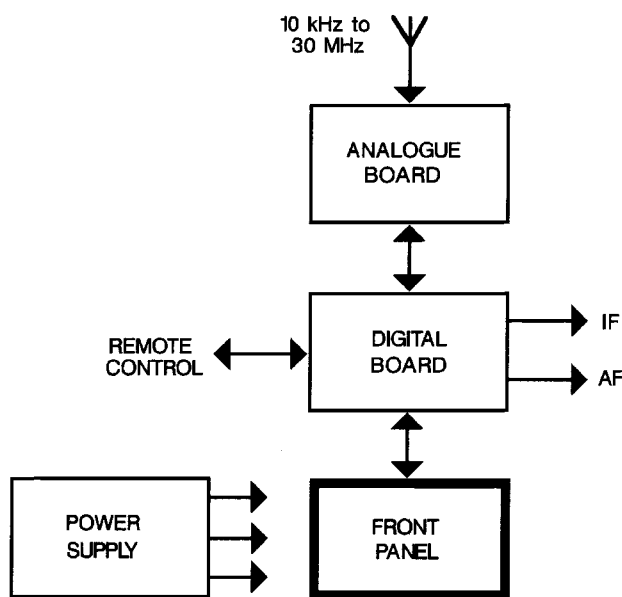 10 kHz to
30 MHz
ANALOGUE
BOARD
REMOTE
CONTROL
DIGITAL
BOARD
IF
AF
POWER
SUPPLY
FRONT
PANEL